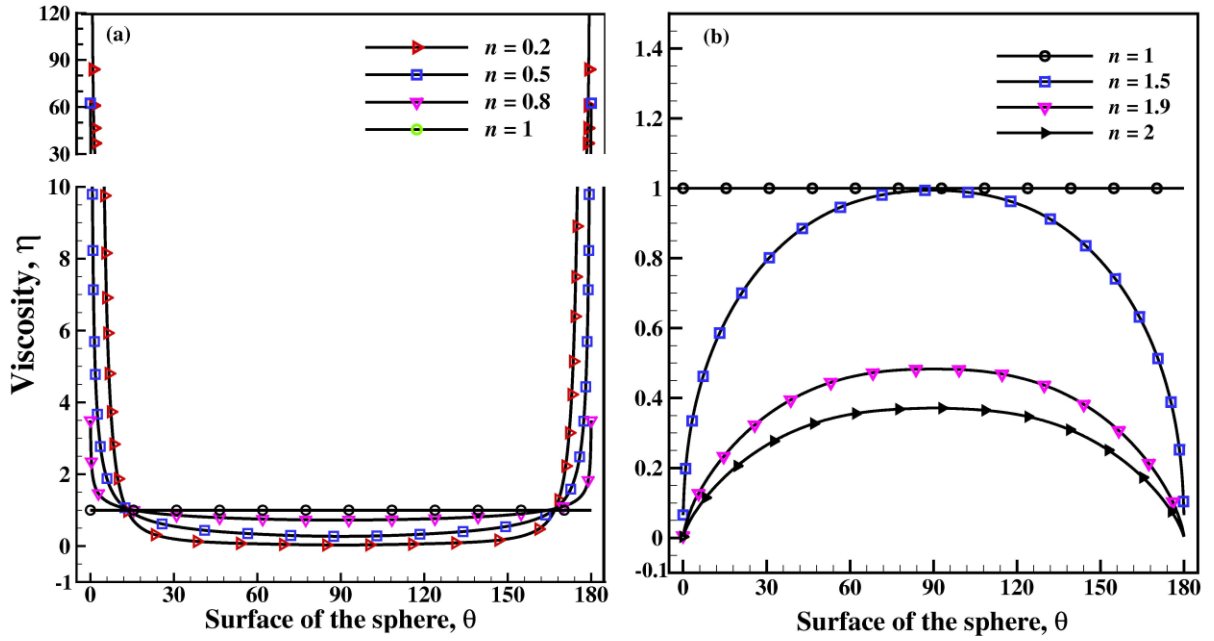 (a)
n = 0.2
n = 0.5
n = 0.8
n = 1
120
90
60
30
10
8
6
4
2
0
-1
Viscosity, η
0 30 60 90 120 150 180
Surface of the sphere, θ
(b)
n = 1
n = 1.5
n = 1.9
n = 2
1.4
1.2
1
0.8
0.6
0.4
0.2
0
-0.1
0 30 60 90 120 150 180
Surface of the sphere, θ